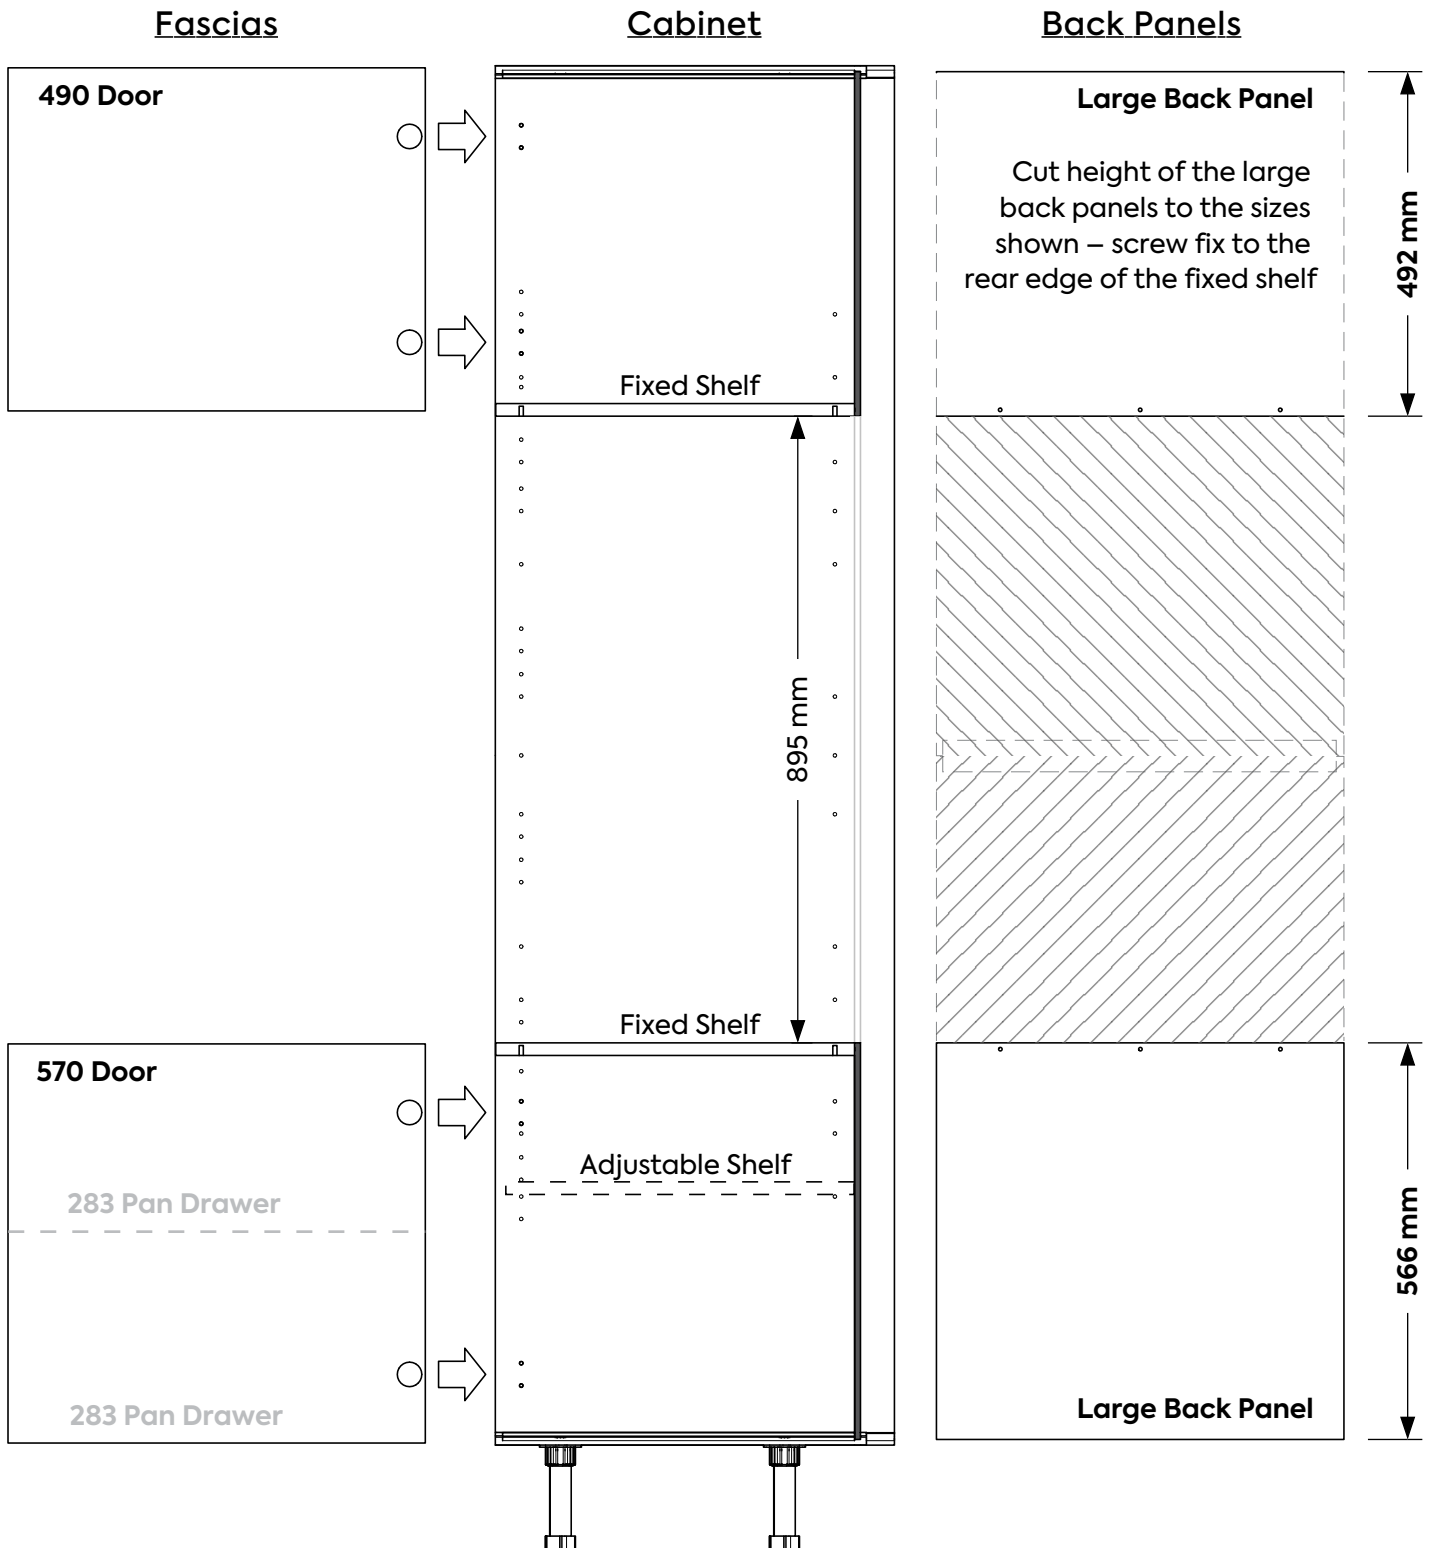 Fascias
Cabinet
Back Panels
490 Door
Large Back Panel
Cut height of the large
back panels to the sizes
shown – screw fix to the
rear edge of the fixed shelf
492 mm
Fixed Shelf
895 mm
Fixed Shelf
570 Door
Adjustable Shelf
283 Pan Drawer
566 mm
283 Pan Drawer
Large Back Panel